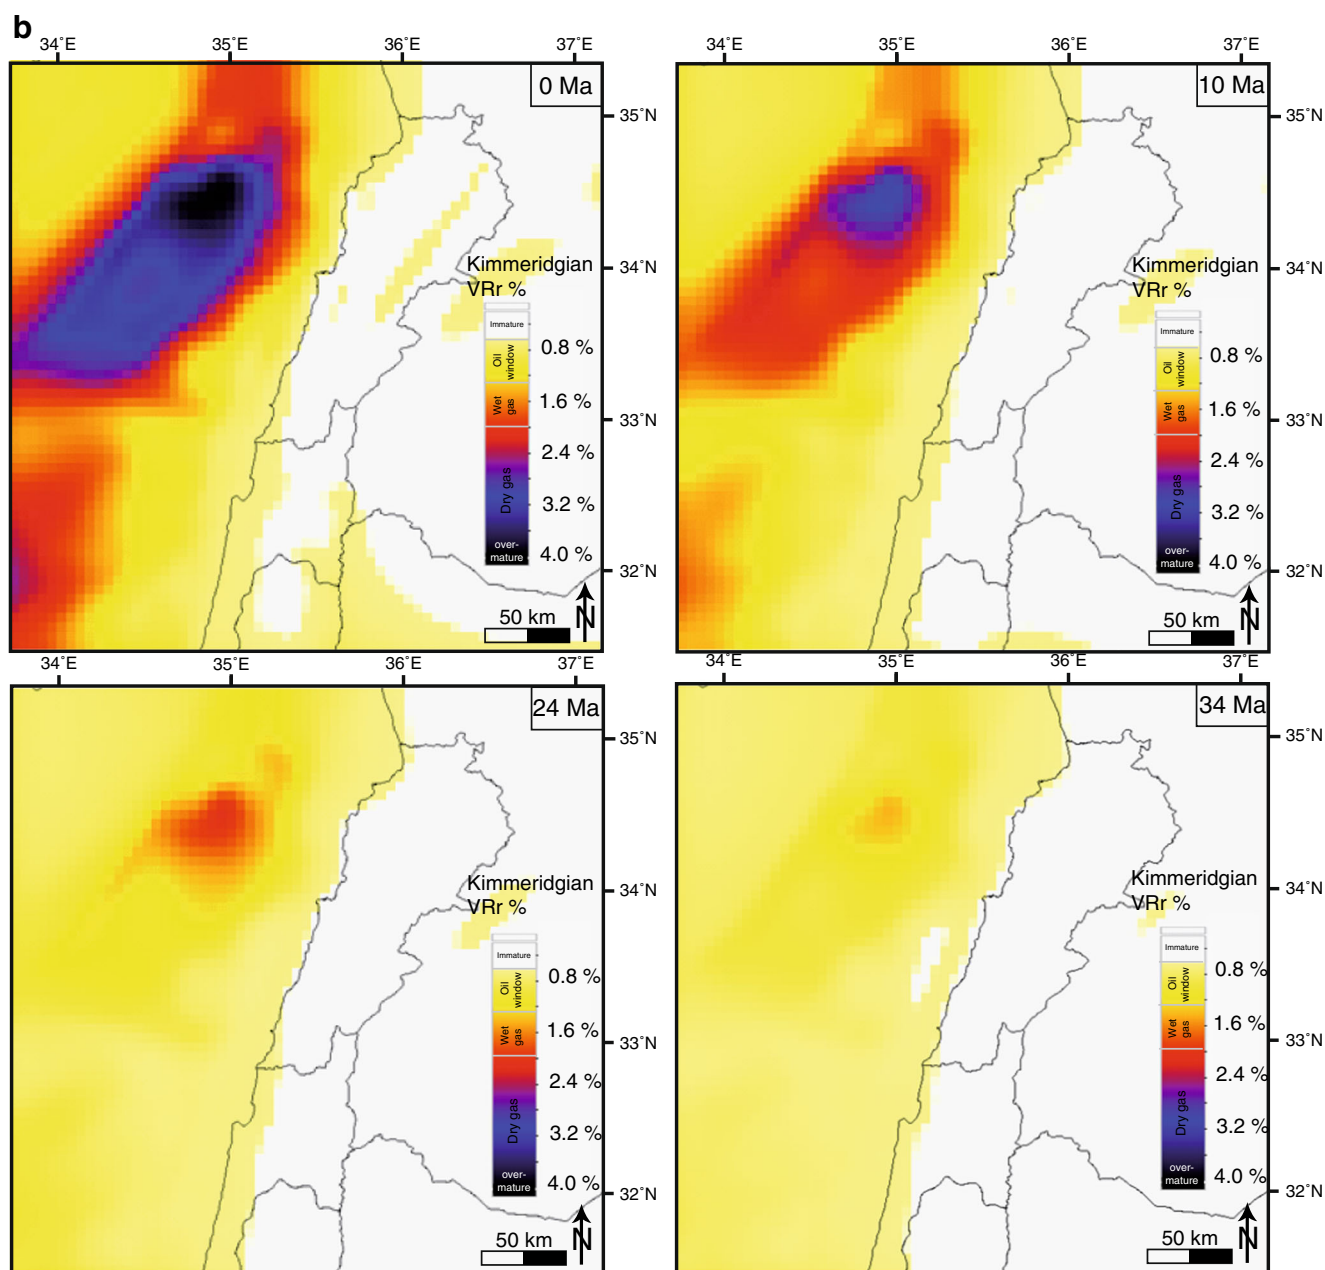 b
34°E 35°E 36°E 37°E
0 Ma
35°N
34°N
33°N
32°N
Kimmeridgian
VRr %
Immature
Oil window
Wet gas
Dry gas
over-
mature
0.8 %
1.6 %
2.4 %
3.2 %
4.0 %
50 km
N
34°E 35°E 36°E 37°E
34°E 35°E 36°E 37°E
10 Ma
35°N
34°N
33°N
32°N
Kimmeridgian
VRr %
Immature
Oil window
Wet gas
Dry gas
over-
mature
0.8 %
1.6 %
2.4 %
3.2 %
4.0 %
50 km
N
34°E 35°E 36°E 37°E
24 Ma
35°N
34°N
33°N
32°N
Kimmeridgian
VRr %
Immature
Oil window
Wet gas
Dry gas
over-
mature
0.8 %
1.6 %
2.4 %
3.2 %
4.0 %
50 km
N
34 Ma
35°N
34°N
33°N
32°N
Kimmeridgian
VRr %
Immature
Oil window
Wet gas
Dry gas
over-
mature
0.8 %
1.6 %
2.4 %
3.2 %
4.0 %
50 km
N